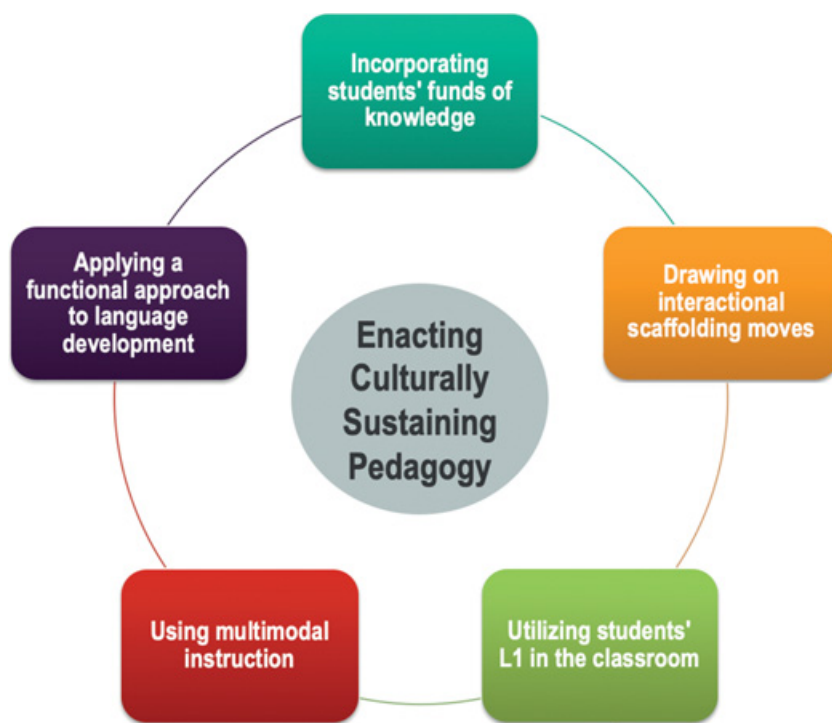 Incorporating
students' funds of
knowledge
Drawing on
interactional
scaffolding moves
Utilizing students'
L1 in the classroom
Using multimodal
instruction
Applying a
functional approach
to language
development
Enacting
Culturally
Sustaining
Pedagogy